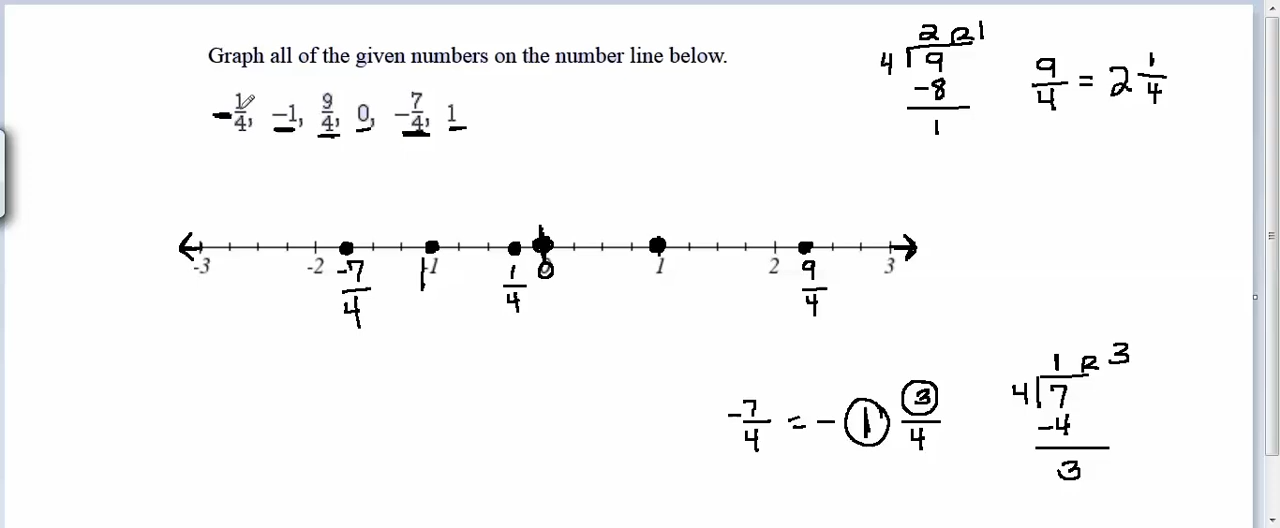 Graph all of the given numbers on the number line below.
-1/4, -1, 9/4, 0, -7/4, 1
2 R1
4 9
-8
1
9/4 = 2 1/4
-3 -2 -1 0 1 2 3
-7/4 1/4 0 9/4
-7/4 = -1 3/4
1 R 3
4 7
-4
3